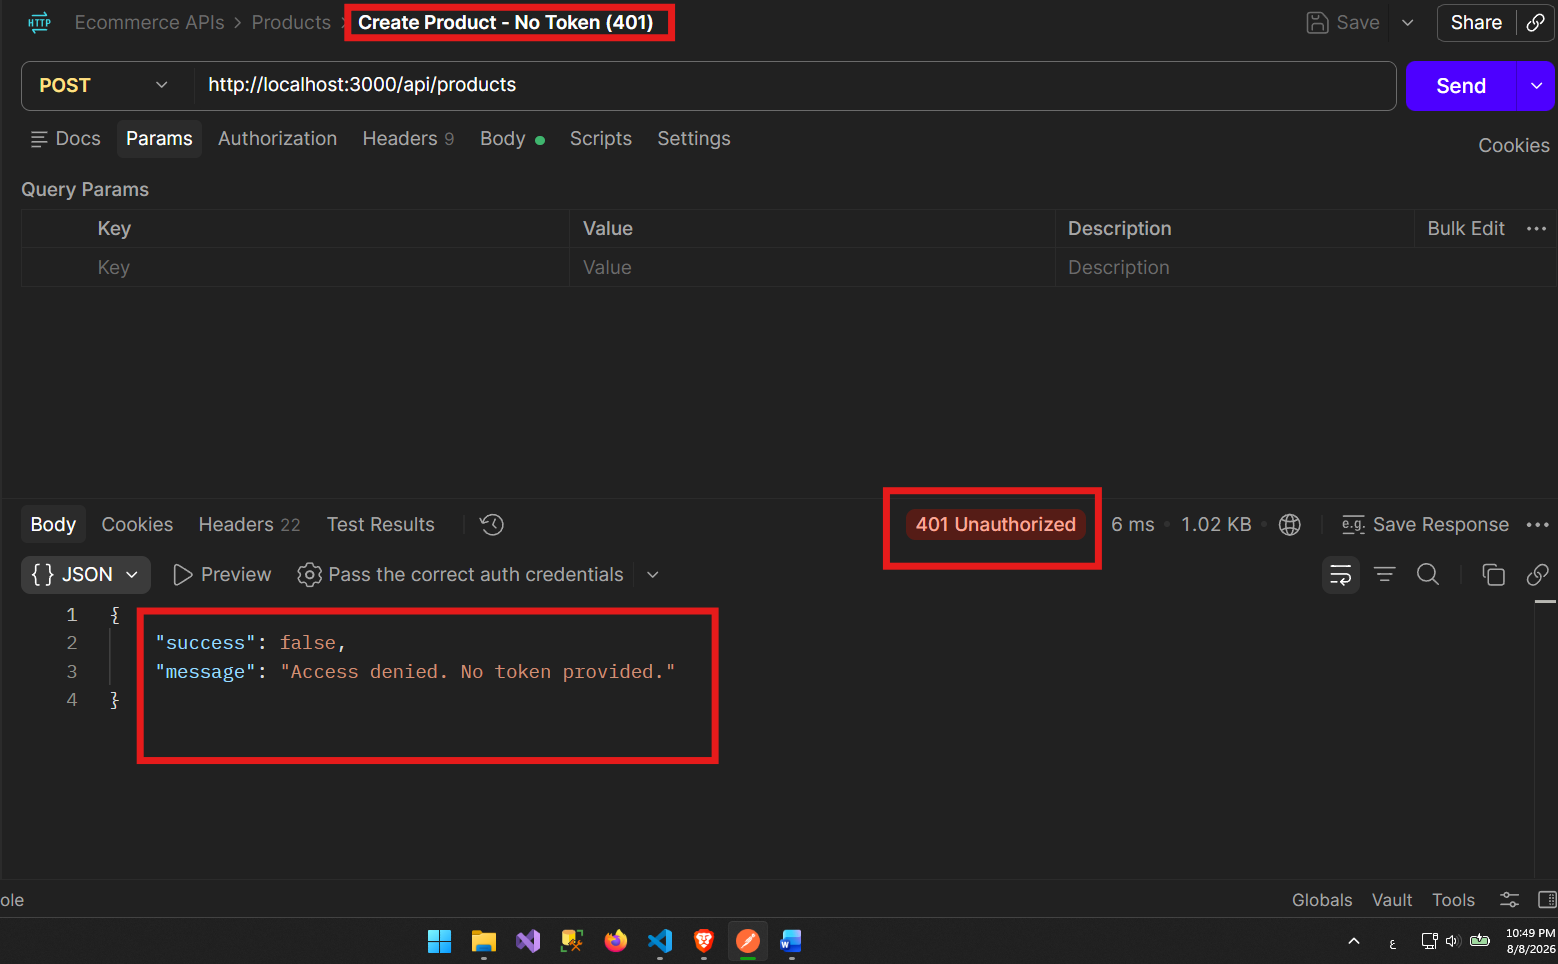 HTTP Ecommerce APIs > Products > Create Product - No Token (401) Save Share
POST http://localhost:3000/api/products Send
Docs Params Authorization Headers 9 Body Scripts Settings Cookies
Query Params
Key Value Description Bulk Edit
Key Value Description
Body Cookies Headers 22 Test Results 401 Unauthorized 6 ms 1.02 KB e.g. Save Response
{ } JSON Preview Pass the correct auth credentials
1 {
2 "success": false,
3 "message": "Access denied. No token provided."
4 }
ole Globals Vault Tools
ع 10:49 PM
8/8/2026